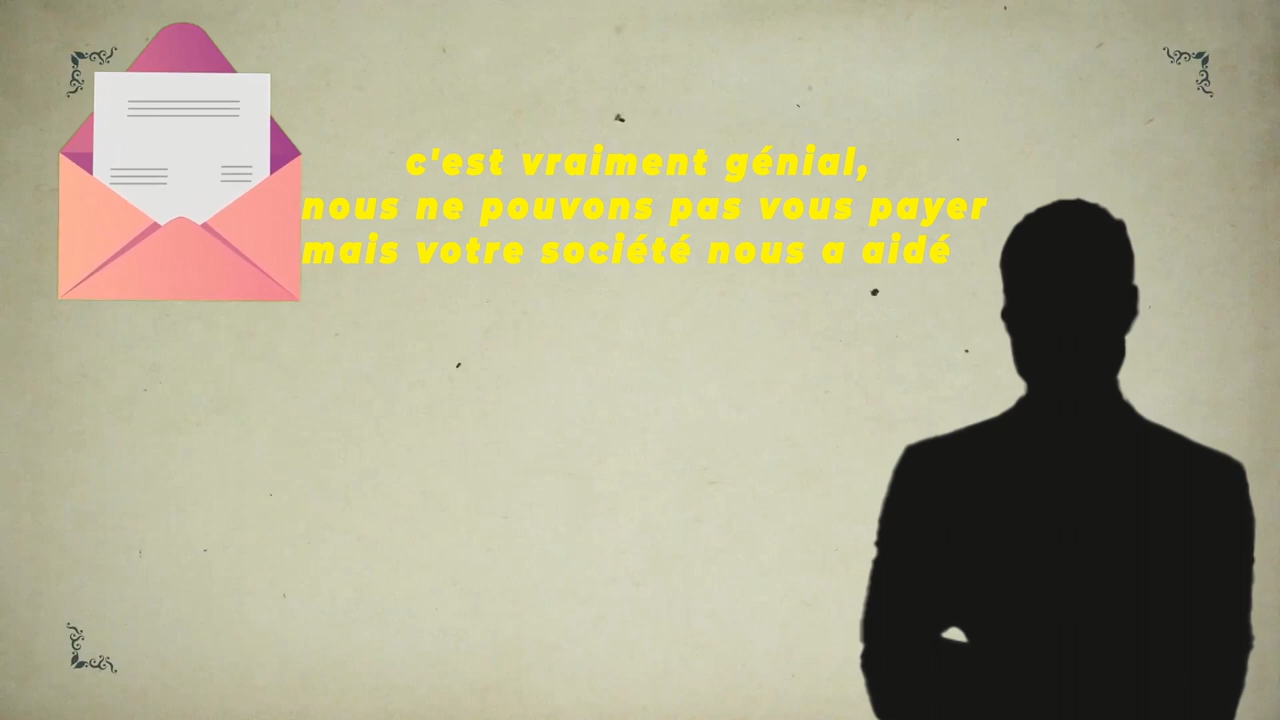 c'est vraiment génial,
nous ne pouvons pas vous payer
mais votre société nous a aidé